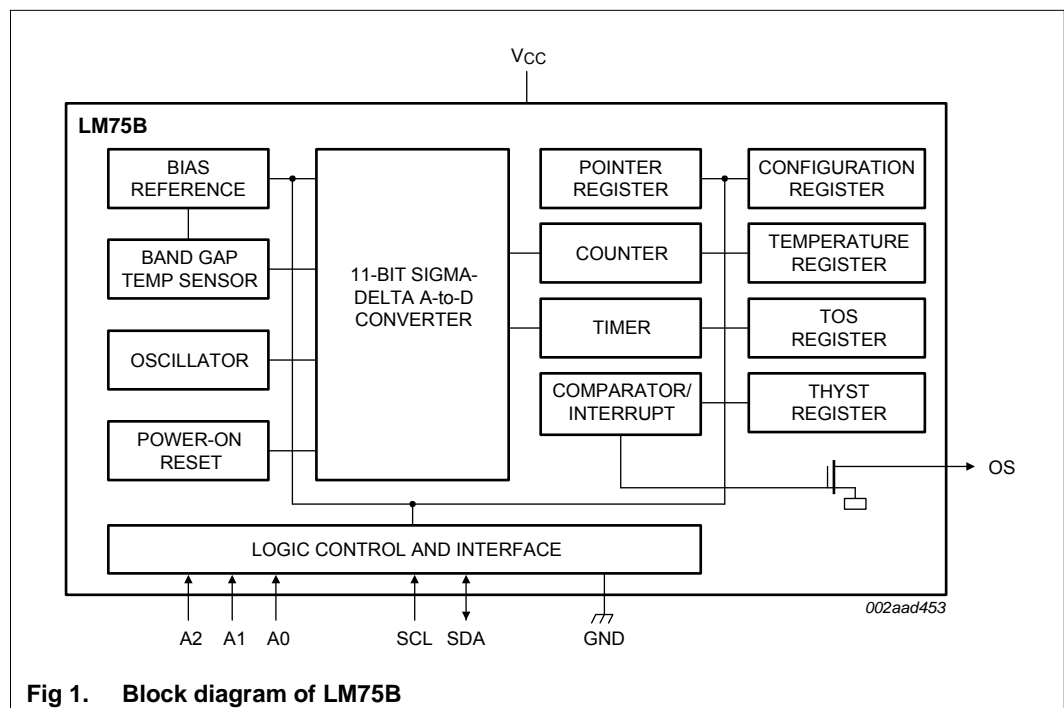 VCC
LM75B
BIAS
REFERENCE
BAND GAP
TEMP SENSOR
OSCILLATOR
POWER-ON
RESET
11-BIT SIGMA-
DELTA A-to-D
CONVERTER
POINTER
REGISTER
COUNTER
TIMER
COMPARATOR/
INTERRUPT
CONFIGURATION
REGISTER
TEMPERATURE
REGISTER
TOS
REGISTER
THYST
REGISTER
OS
LOGIC CONTROL AND INTERFACE
002aad453
A2 A1 A0 SCL SDA GND
Fig 1. Block diagram of LM75B